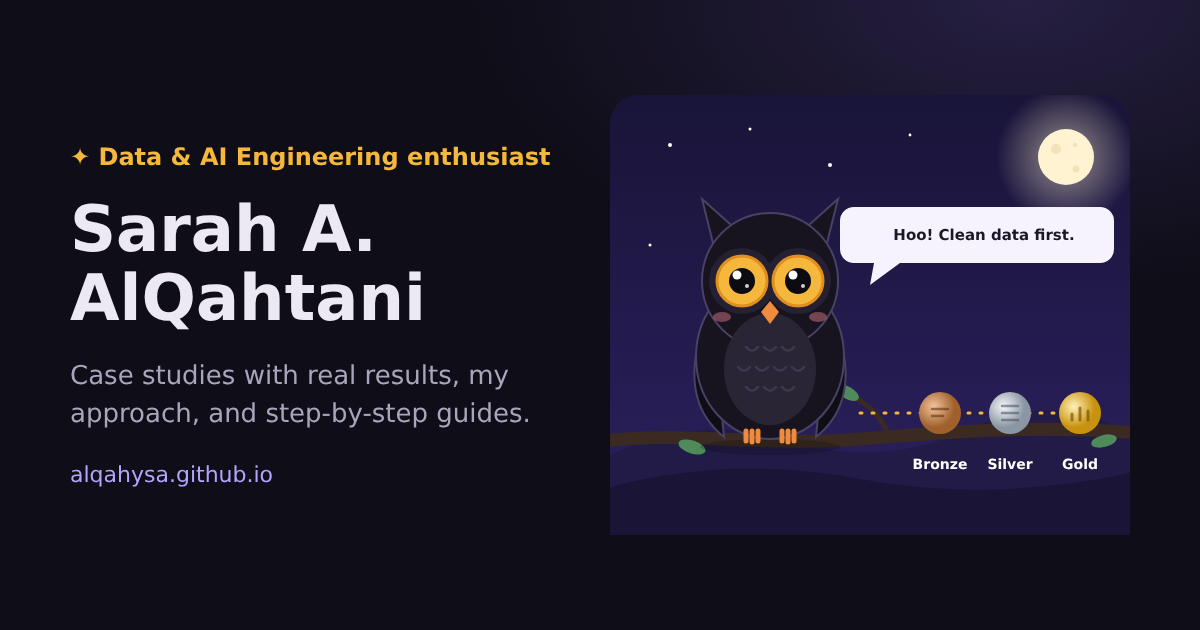 ✦ Data & AI Engineering enthusiast
Sarah A.
AlQahtani
Case studies with real results, my
approach, and step-by-step guides.
alqahysa.github.io
Hoo! Clean data first.
Bronze Silver Gold